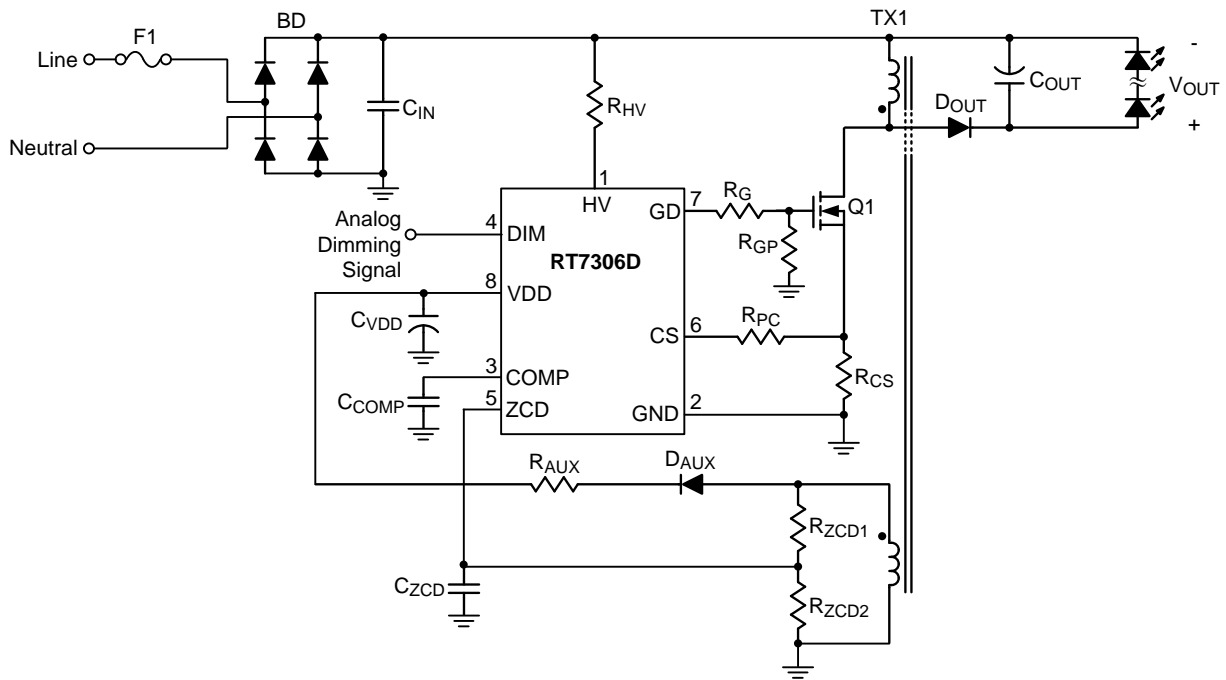 TX1
F1
BD
Line
Neutral
CIN
RHV
DOUT
COUT
-
VOUT
+
1
HV
Analog
Dimming
Signal
4
DIM
RT7306D
GD
7
RG
Q1
RGP
8
VDD
CVDD
CS
6
RPC
RCS
3
COMP
CCOMP
5
ZCD
GND
2
RAUX
DAUX
RZCD1
CZCD
RZCD2